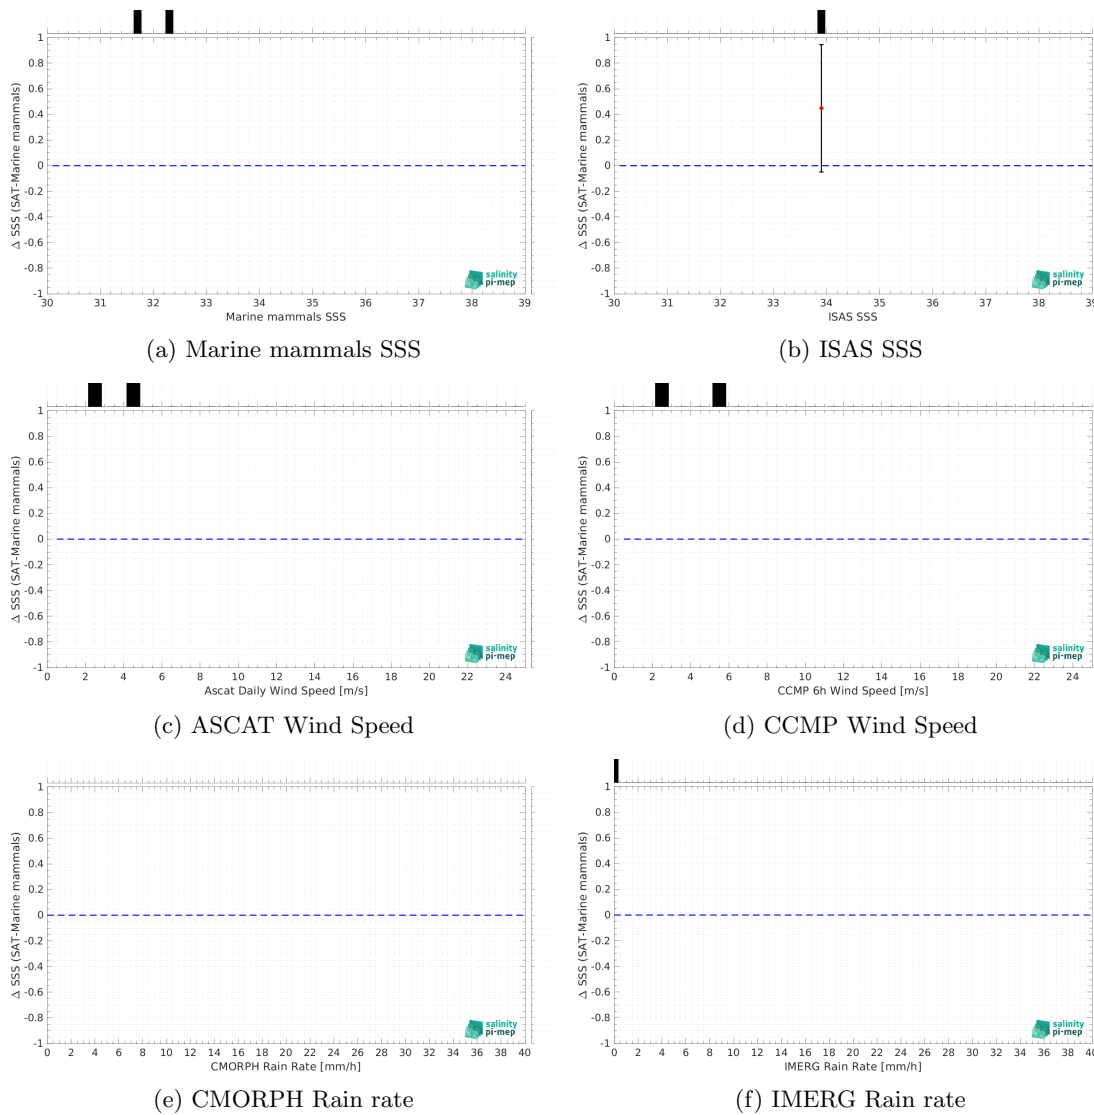 1
0.8
0.6
0.4
0.2
0
-0.2
-0.4
-0.6
-0.8
-1
Δ SSS (SAT-Marine mammals)
30 31 32 33 34 35 36 37 38 39
Marine mammals SSS
salinity
pi-mep
(a) Marine mammals SSS
1
0.8
0.6
0.4
0.2
0
-0.2
-0.4
-0.6
-0.8
-1
Δ SSS (SAT-Marine mammals)
30 31 32 33 34 35 36 37 38 39
ISAS SSS
salinity
pi-mep
(b) ISAS SSS
1
0.8
0.6
0.4
0.2
0
-0.2
-0.4
-0.6
-0.8
-1
Δ SSS (SAT-Marine mammals)
0 2 4 6 8 10 12 14 16 18 20 22 24
Ascat Daily Wind Speed [m/s]
salinity
pi-mep
(c) ASCAT Wind Speed
1
0.8
0.6
0.4
0.2
0
-0.2
-0.4
-0.6
-0.8
-1
Δ SSS (SAT-Marine mammals)
0 2 4 6 8 10 12 14 16 18 20 22 24
CCMP 6h Wind Speed [m/s]
salinity
pi-mep
(d) CCMP Wind Speed
1
0.8
0.6
0.4
0.2
0
-0.2
-0.4
-0.6
-0.8
-1
Δ SSS (SAT-Marine mammals)
0 2 4 6 8 10 12 14 16 18 20 22 24 26 28 30 32 34 36 38 40
CMORPH Rain Rate [mm/h]
salinity
pi-mep
(e) CMORPH Rain rate
1
0.8
0.6
0.4
0.2
0
-0.2
-0.4
-0.6
-0.8
-1
Δ SSS (SAT-Marine mammals)
0 2 4 6 8 10 12 14 16 18 20 22 24 26 28 30 32 34 36 38 40
IMERG Rain Rate [mm/h]
salinity
pi-mep
(f) IMERG Rain rate